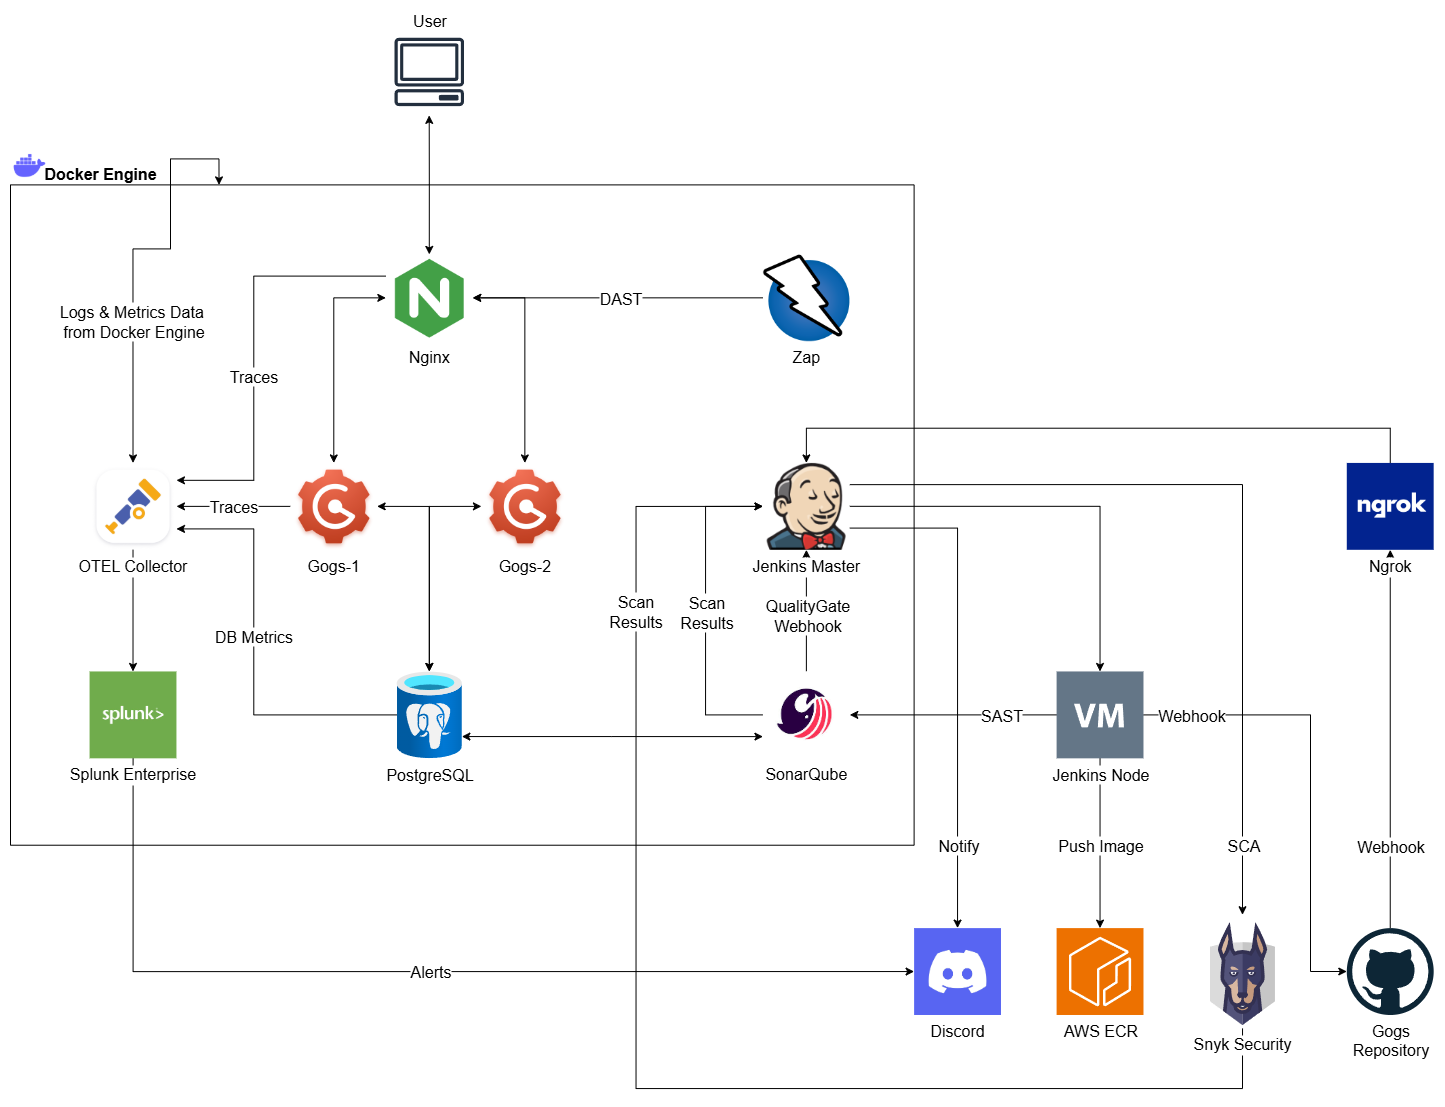 User
Docker Engine
Logs & Metrics Data
from Docker Engine
N
DAST
Nginx
Zap
Traces
Traces
ngrok
OTEL Collector
Gogs-1
Gogs-2
Jenkins Master
Ngrok
Scan
Results
Scan
Results
QualityGate
Webhook
DB Metrics
splunk>
SAST
VM
Webhook
Splunk Enterprise
PostgreSQL
SonarQube
Jenkins Node
Notify
Push Image
SCA
Webhook
Alerts
Discord
AWS ECR
Snyk Security
Gogs
Repository